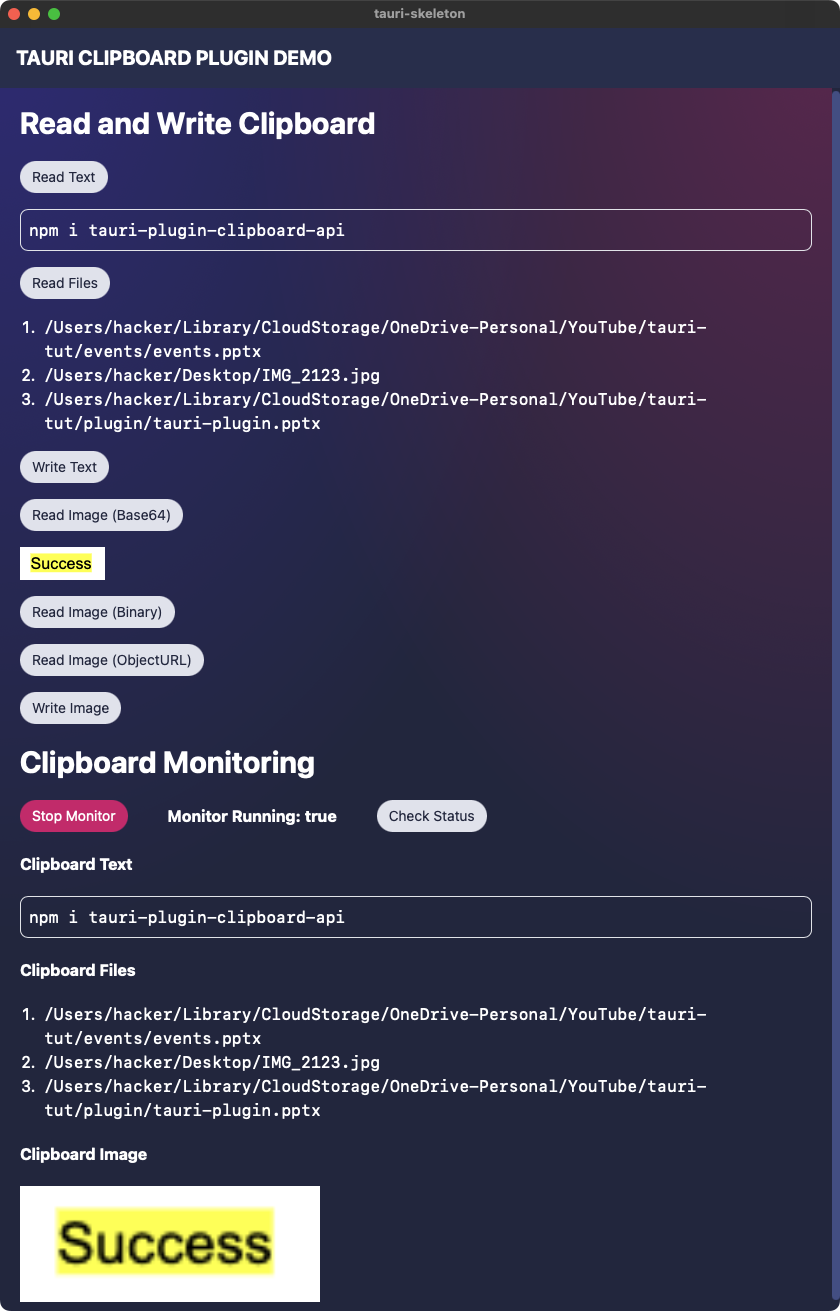 tauri-skeleton
TAURI CLIPBOARD PLUGIN DEMO
Read and Write Clipboard
Read Text
npm i tauri-plugin-clipboard-api
Read Files
1. /Users/hacker/Library/CloudStorage/OneDrive-Personal/YouTube/tauri-
tut/events/events.pptx
2. /Users/hacker/Desktop/IMG_2123.jpg
3. /Users/hacker/Library/CloudStorage/OneDrive-Personal/YouTube/tauri-
tut/plugin/tauri-plugin.pptx
Write Text
Read Image (Base64)
Success
Read Image (Binary)
Read Image (ObjectURL)
Write Image
Clipboard Monitoring
Stop Monitor Monitor Running: true Check Status
Clipboard Text
npm i tauri-plugin-clipboard-api
Clipboard Files
1. /Users/hacker/Library/CloudStorage/OneDrive-Personal/YouTube/tauri-
tut/events/events.pptx
2. /Users/hacker/Desktop/IMG_2123.jpg
3. /Users/hacker/Library/CloudStorage/OneDrive-Personal/YouTube/tauri-
tut/plugin/tauri-plugin.pptx
Clipboard Image
Success